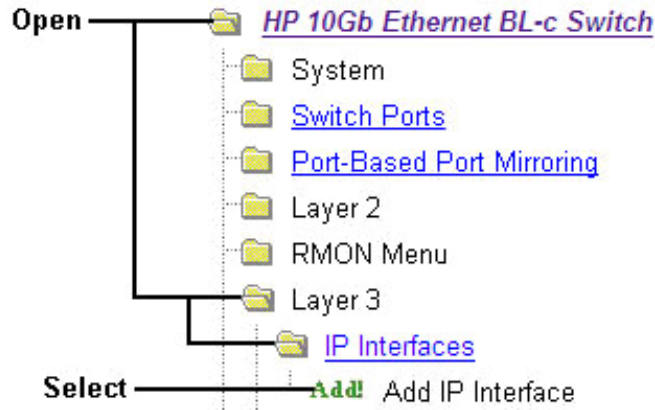 Open HP 10Gb Ethernet BL-c Switch
System
Switch Ports
Port-Based Port Mirroring
Layer 2
RMON Menu
Layer 3
IP Interfaces
Select Add! Add IP Interface